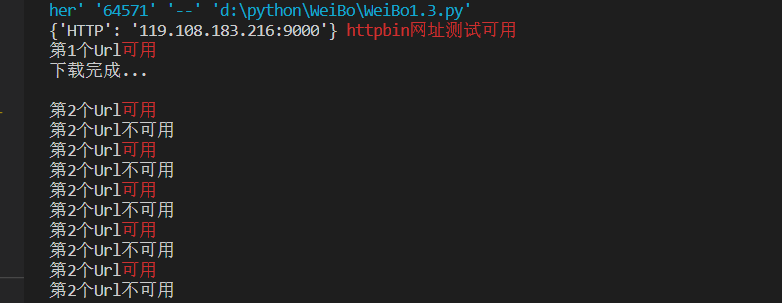 her' '64571' '--' 'd:\python\WeiBo\WeiBo1.3.py'
{'HTTP': '119.108.183.216:9000'} httpbin网址测试可用
第1个Url可用
下载完成...
第2个Url可用
第2个Url不可用
第2个Url可用
第2个Url不可用
第2个Url可用
第2个Url不可用
第2个Url可用
第2个Url不可用
第2个Url可用
第2个Url不可用